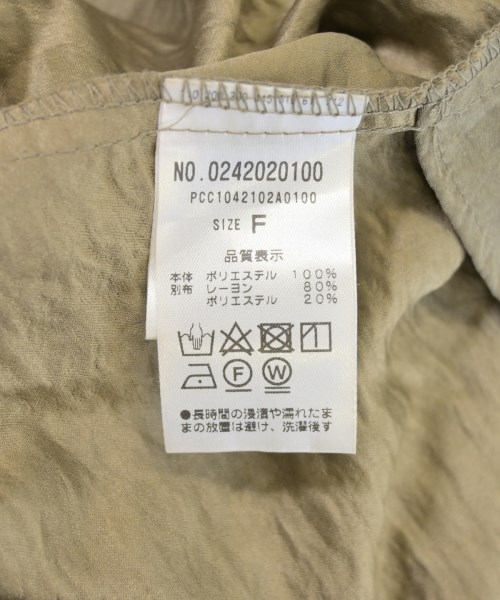 NO.0242020100
PCC1042102A0100
SIZE F
品質表示
本体 ポリエステル 100%
別布 レーヨン 80%
ポリエステル 20%
F W
●長時間の浸漬や濡れたま
まの放置は避け、洗濯後す